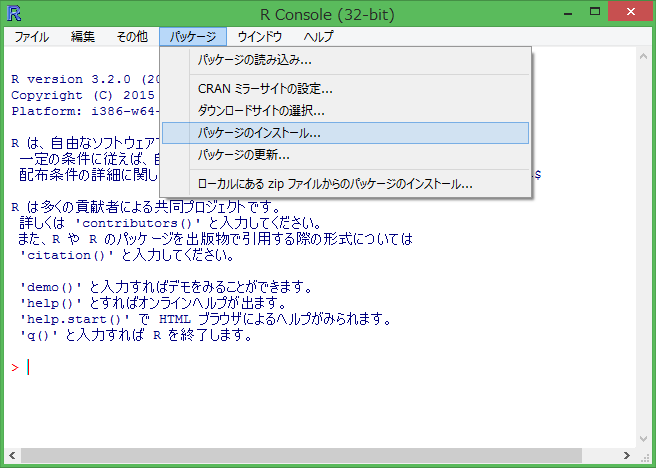 R Console (32-bit)
ファイル 編集 その他 パッケージ ウインドウ ヘルプ
パッケージの読み込み...
CRAN ミラーサイトの設定...
ダウンロードサイトの選択...
パッケージのインストール...
パッケージの更新...
ローカルにある zip ファイルからのパッケージのインストール...
R version 3.2.0 (20
Copyright (C) 2015
Platform: i386-w64-
R は、自由なソフトウェアで
一定の条件に従えば、
配布条件の詳細に関し
R は多くの貢献者による共同プロジェクトです。
詳しくは 'contributors()' と入力してください。
また、R や R のパッケージを出版物で引用する際の形式については
'citation()' と入力してください。
'demo()' と入力すればデモをみることができます。
'help()' とすればオンラインヘルプが出ます。
'help.start()' で HTML ブラウザによるヘルプがみられます。
'q()' と入力すれば R を終了します。
>